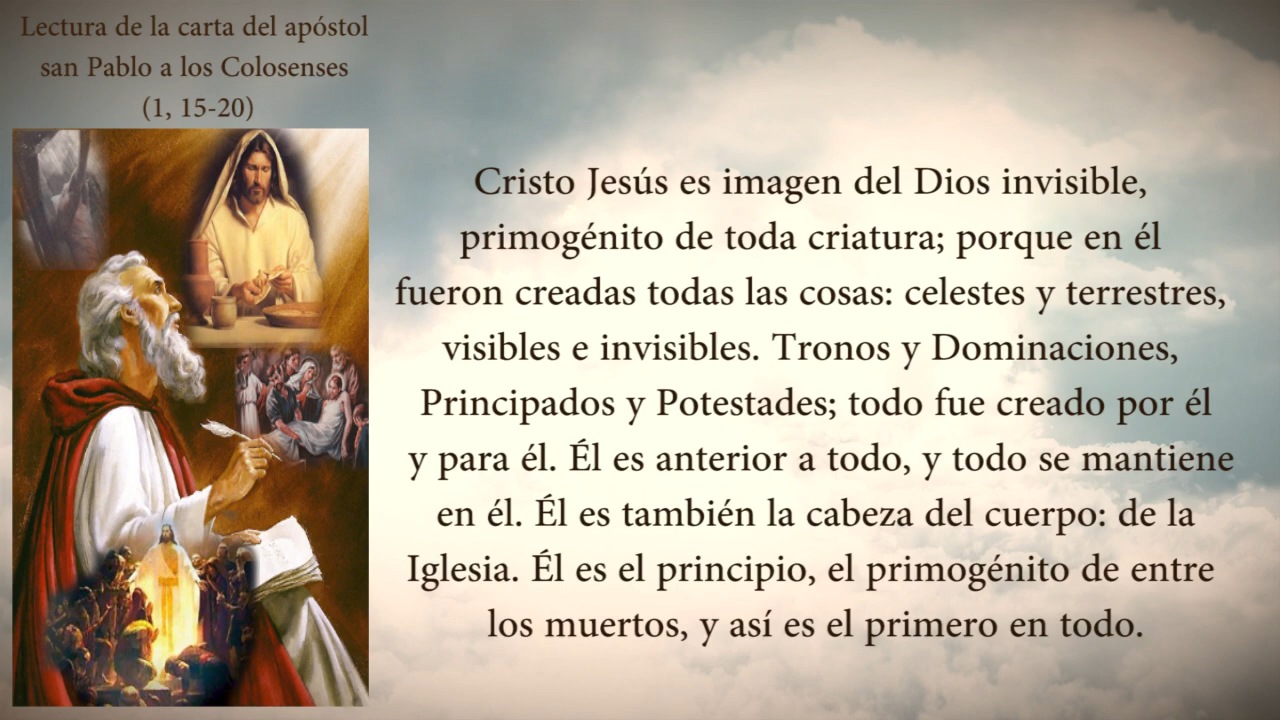 Lectura de la carta del apóstol
san Pablo a los Colosenses
(1, 15-20)
Cristo Jesús es imagen del Dios invisible,
primogénito de toda criatura; porque en él
fueron creadas todas las cosas: celestes y terrestres,
visibles e invisibles. Tronos y Dominaciones,
Principados y Potestades; todo fue creado por él
y para él. Él es anterior a todo, y todo se mantiene
en él. Él es también la cabeza del cuerpo: de la
Iglesia. Él es el principio, el primogénito de entre
los muertos, y así es el primero en todo.